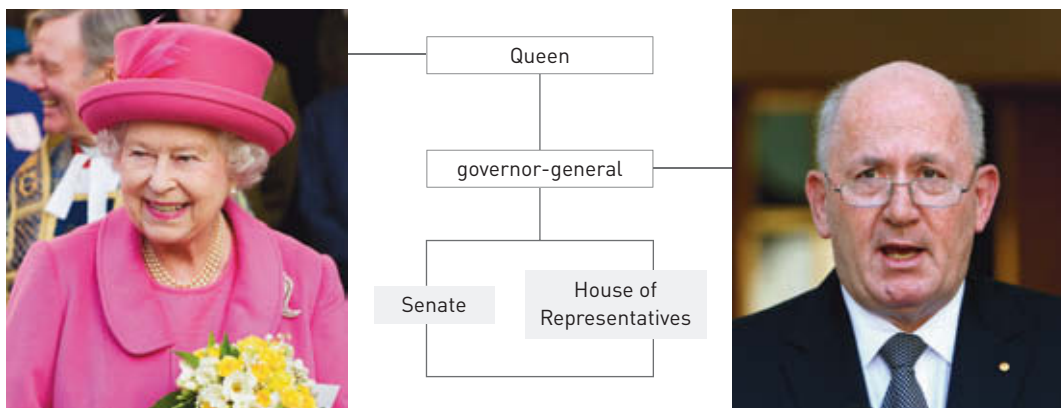 Queen
governor-general
Senate
House of
Representatives